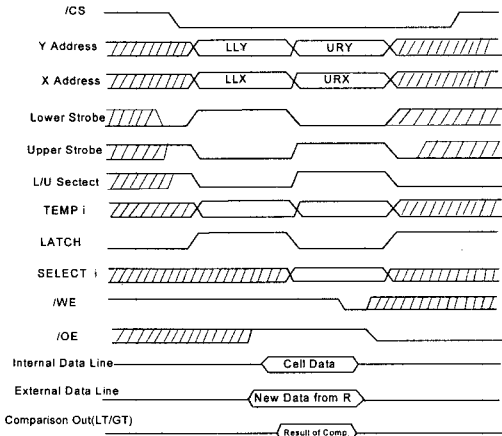 /CS
Y Address LLY URY
X Address LLX URX
Lower Strobe
Upper Strobe
L/U Sectect
TEMP i
LATCH
SELECT i
/WE
/OE
Internal Data Line Cell Data
External Data Line New Data from R
Comparison Out(LT/GT) Result of Comp.